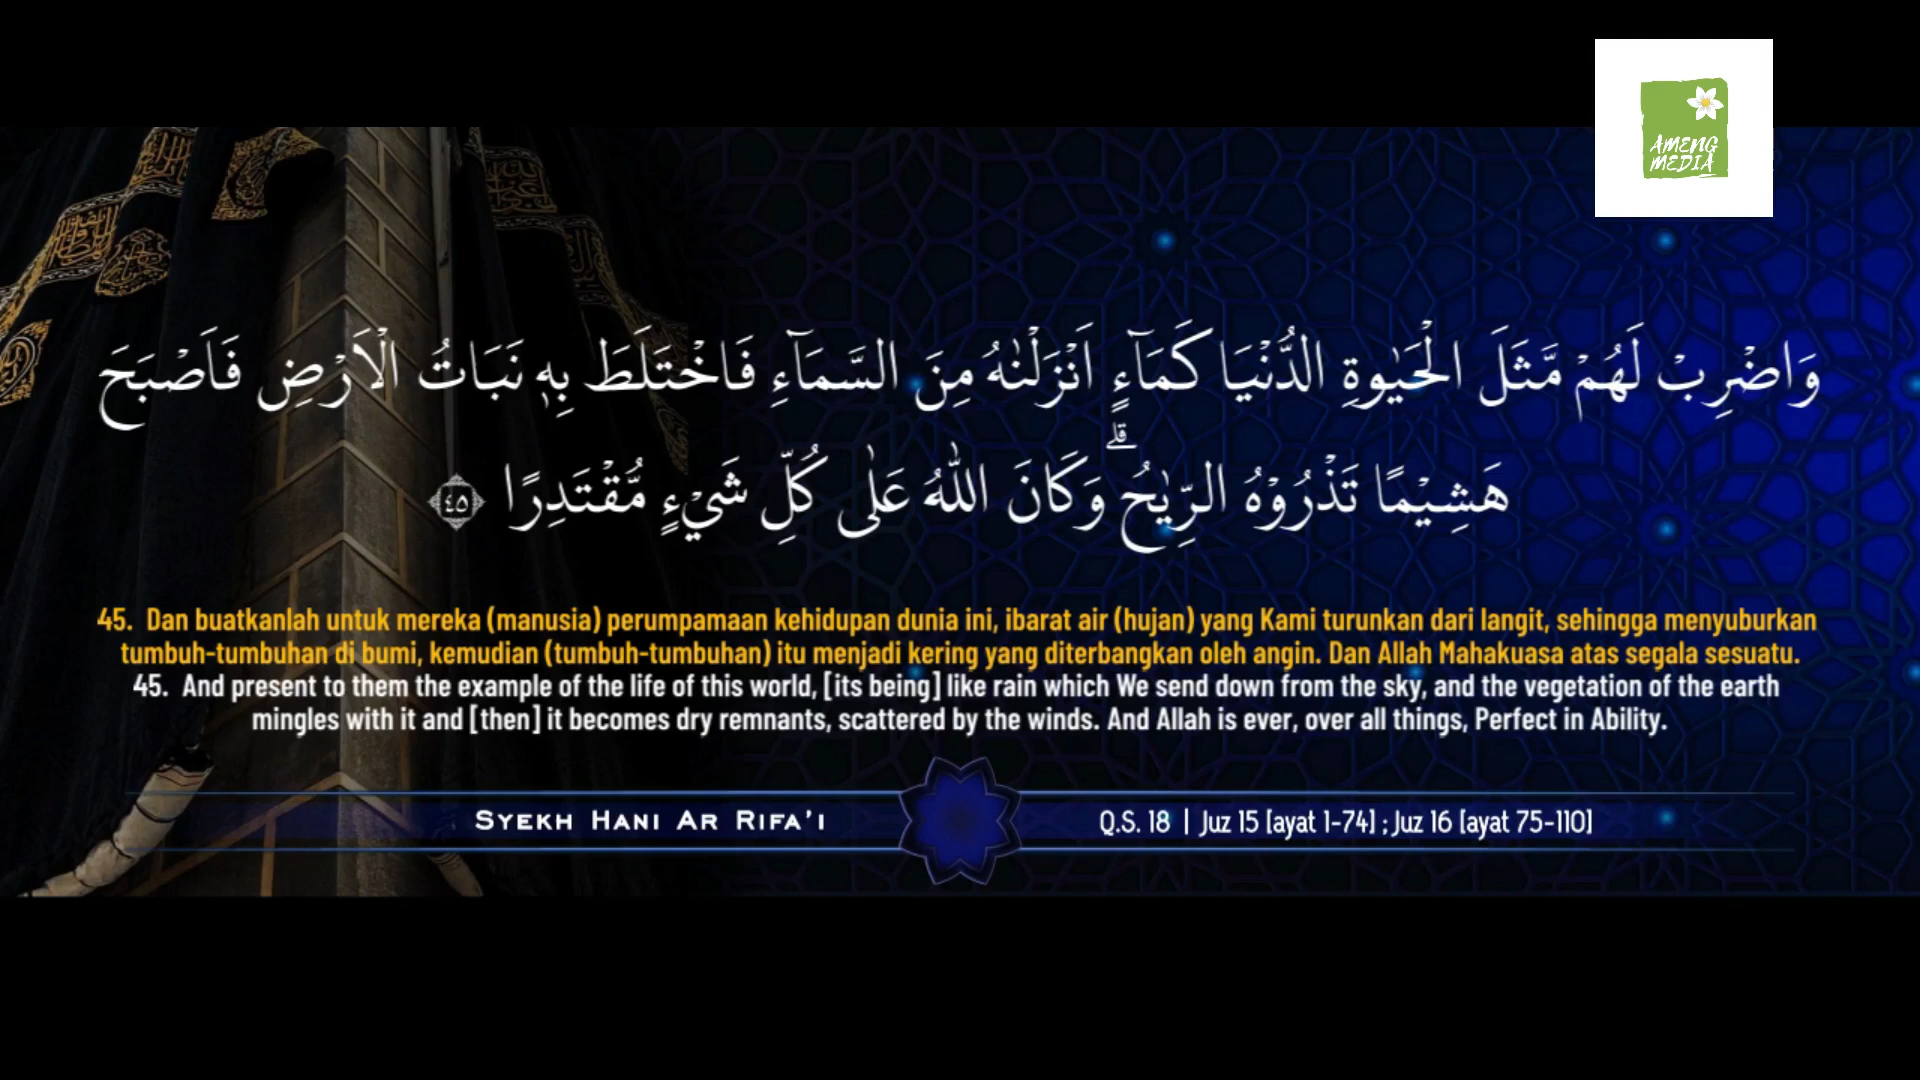 AMENG
MEDIA
وَاضْرِبْ لَهُمْ مَّثَلَ الْحَيٰوةِ الدُّنْيَا كَمَاۤءٍ اَنْزَلْنٰهُ مِنَ السَّمَاۤءِ فَاخْتَلَطَ بِهٖ نَبَاتُ الْاَرْضِ فَاَصْبَحَ
هَشِيْمًا تَذْرُوْهُ الرِّيٰحُ ۗوَكَانَ اللّٰهُ عَلٰى كُلِّ شَيْءٍ مُّقْتَدِرًا ٤٥
45. Dan buatkanlah untuk mereka (manusia) perumpamaan kehidupan dunia ini, ibarat air (hujan) yang Kami turunkan dari langit, sehingga menyuburkan
tumbuh-tumbuhan di bumi, kemudian (tumbuh-tumbuhan) itu menjadi kering yang diterbangkan oleh angin. Dan Allah Mahakuasa atas segala sesuatu.
45. And present to them the example of the life of this world, [its being] like rain which We send down from the sky, and the vegetation of the earth
mingles with it and [then] it becomes dry remnants, scattered by the winds. And Allah is ever, over all things, Perfect in Ability.
Syekh Hani Ar Rifa'i
Q.S. 18 | Juz 15 [ayat 1-74] ; Juz 16 [ayat 75-110]